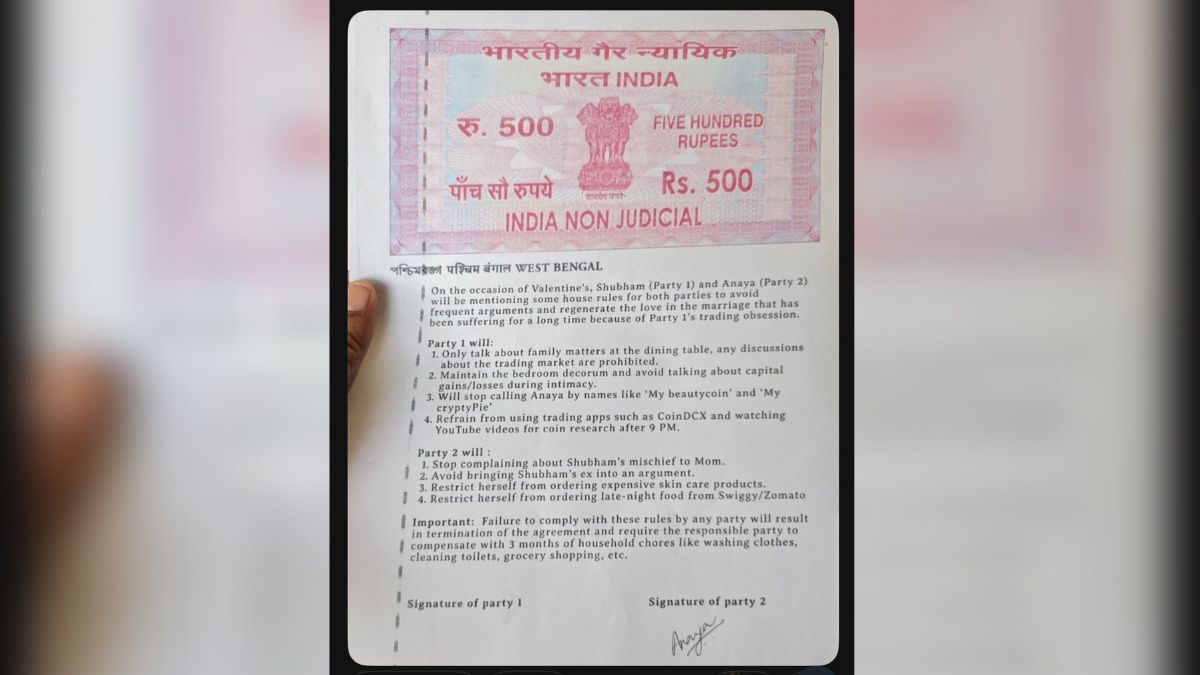 भारतीय गैर न्यायिक
भारत INDIA
रु. 500
FIVE HUNDRED
RUPEES
पाँच सौ रुपये
Rs. 500
सत्यमेव जयते
INDIA NON JUDICIAL
পশ্চিমবঙ্গ पश्चिम बंगाल WEST BENGAL
On the occasion of Valentine's, Shubham (Party 1) and Anaya (Party 2)
will be mentioning some house rules for both parties to avoid
frequent arguments and regenerate the love in the marriage that has
been suffering for a long time because of Party 1's trading obsession.
Party 1 will:
1. Only talk about family matters at the dining table, any discussions
about the trading market are prohibited.
2. Maintain the bedroom decorum and avoid talking about capital
gains/losses during intimacy.
3. Will stop calling Anaya by names like ‘My beautycoin’ and ‘My
cryptyPie’
4. Refrain from using trading apps such as CoinDCX and watching
YouTube videos for coin research after 9 PM.
Party 2 will :
1. Stop complaining about Shubham's mischief to Mom.
2. Avoid bringing Shubham's ex into an argument.
3. Restrict herself from ordering expensive skin care products.
4. Restrict herself from ordering late-night food from Swiggy/Zomato
Important: Failure to comply with these rules by any party will result
in termination of the agreement and require the responsible party to
compensate with 3 months of household chores like washing clothes,
cleaning toilets, grocery shopping, etc.
Signature of party 1
Signature of party 2
Anaya